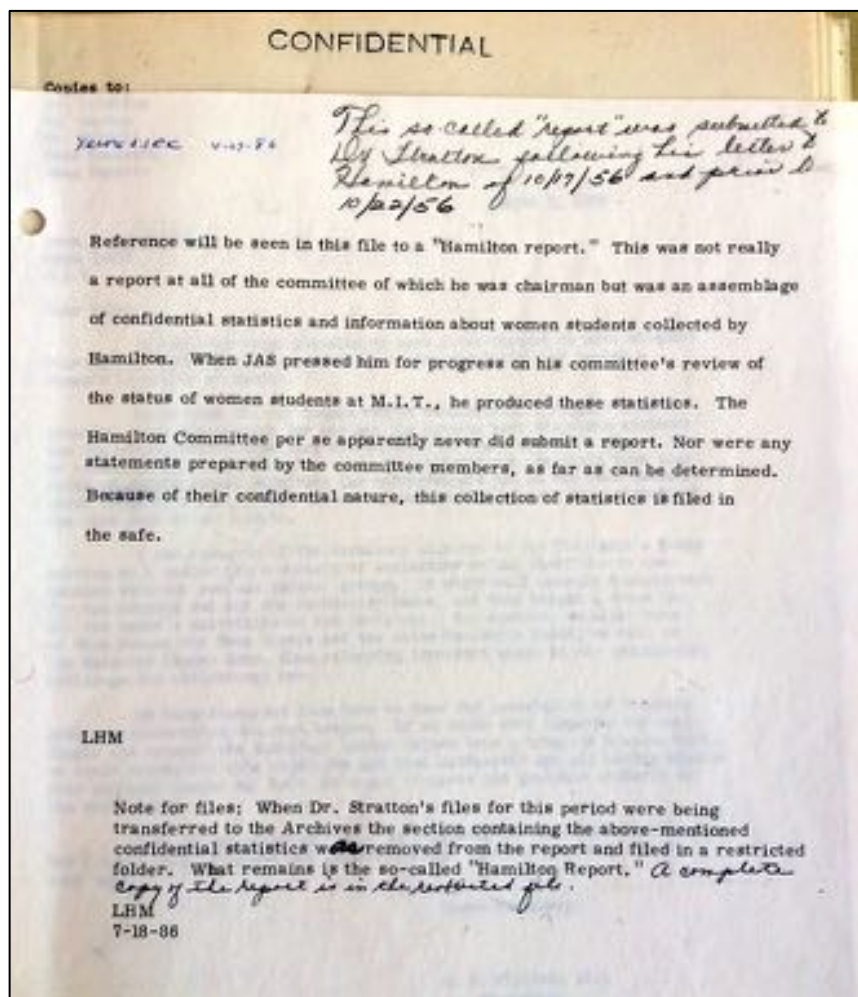 CONFIDENTIAL
Copies to:
This so-called "report" was submitted to
by Stratton following his letter to
Hamilton of 10/17/56 and prior to
10/22/56
Reference will be seen in this file to a "Hamilton report." This was not really
a report at all of the committee of which he was chairman but was an assemblage
of confidential statistics and information about women students collected by
Hamilton. When JAS pressed him for progress on his committee's review of
the status of women students at M.I.T., he produced these statistics. The
Hamilton Committee per se apparently never did submit a report. Nor were any
statements prepared by the committee members, as far as can be determined.
Because of their confidential nature, this collection of statistics is filed in
the safe.
LHM
Note for files; When Dr. Stratton's files for this period were being
transferred to the Archives the section containing the above-mentioned
confidential statistics was removed from the report and filed in a restricted
folder. What remains is the so-called "Hamilton Report." A complete
copy of the report is in the restricted file.
LHM
7-18-86